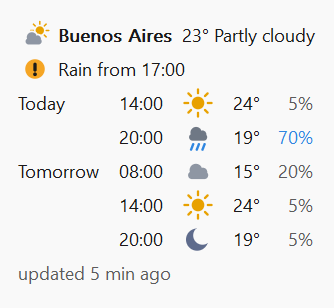 Buenos Aires 23° Partly cloudy
Rain from 17:00
Today 14:00 24° 5%
20:00 19° 70%
Tomorrow 08:00 15° 20%
14:00 24° 5%
20:00 19° 5%
updated 5 min ago